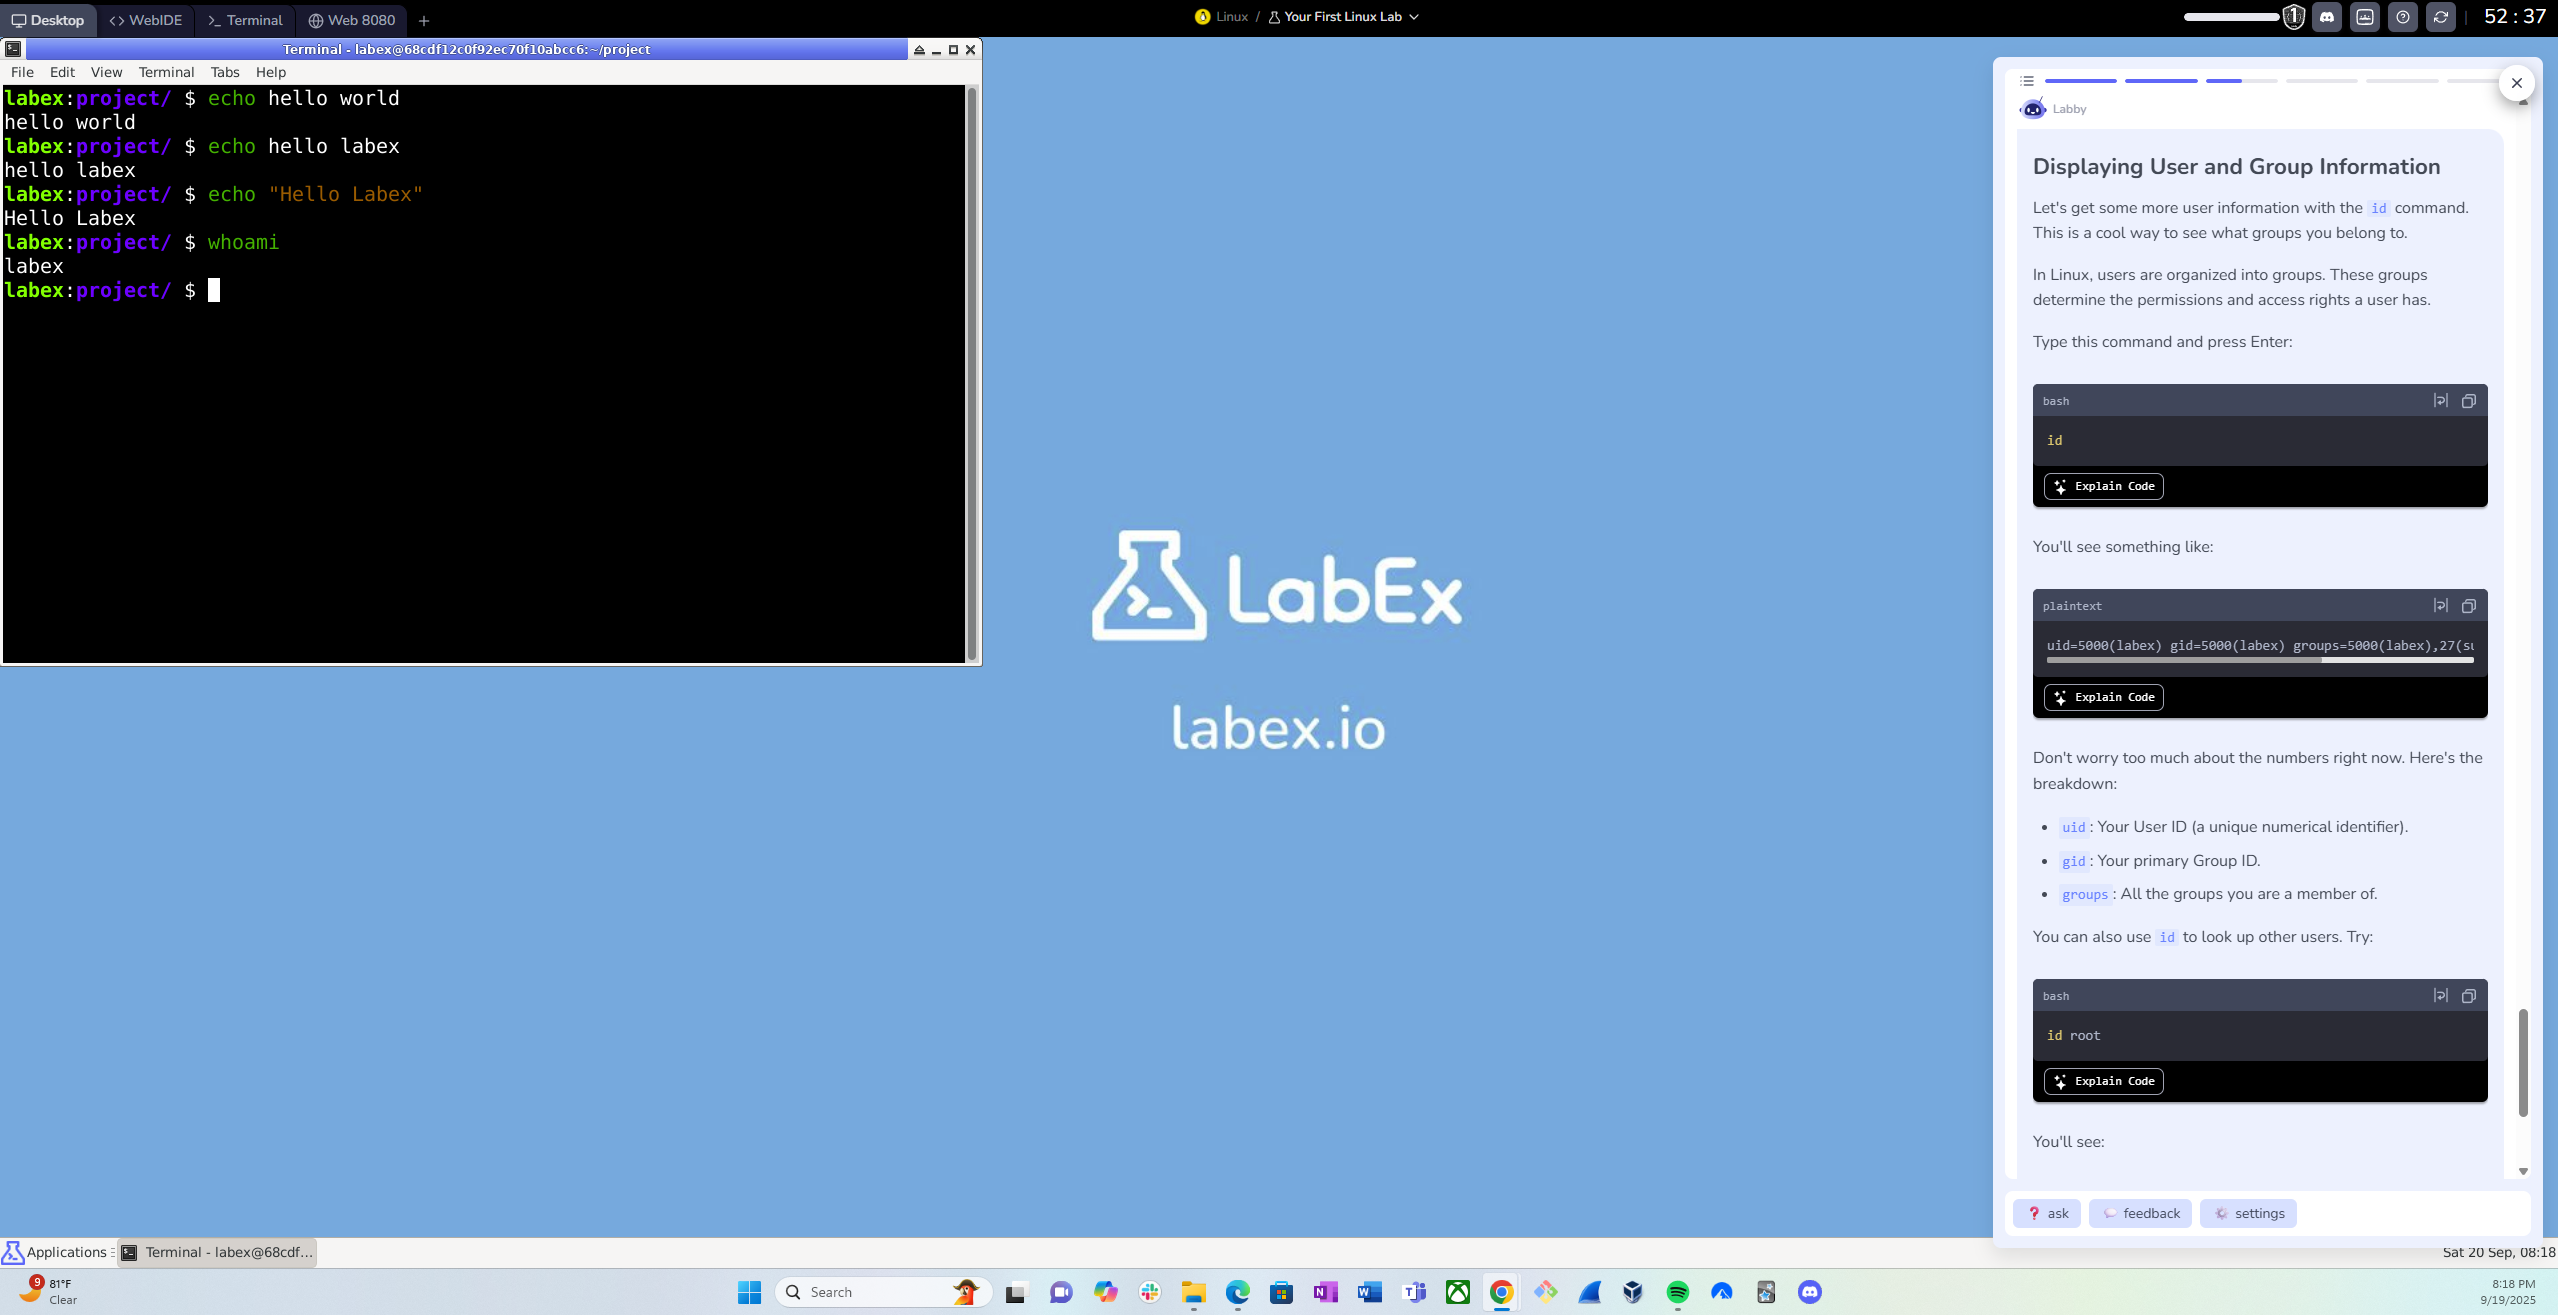 Desktop
WebIDE
Terminal
Web 8080
Linux / Your First Linux Lab
1
52 : 37
Terminal - labex@68cdf12c0f92ec70f10abcc6:~/project
File Edit View Terminal Tabs Help
labex:project/ $ echo hello world
hello world
labex:project/ $ echo hello labex
hello labex
labex:project/ $ echo "Hello Labex"
Hello Labex
labex:project/ $ whoami
labex
labex:project/ $
LabEx
labex.io
Labby
Displaying User and Group Information
Let's get some more user information with the id command.
This is a cool way to see what groups you belong to.
In Linux, users are organized into groups. These groups
determine the permissions and access rights a user has.
Type this command and press Enter:
bash
id
Explain Code
You'll see something like:
plaintext
uid=5000(labex) gid=5000(labex) groups=5000(labex),27(su
Explain Code
Don't worry too much about the numbers right now. Here's the
breakdown:
• uid: Your User ID (a unique numerical identifier).
• gid: Your primary Group ID.
• groups: All the groups you are a member of.
You can also use id to look up other users. Try:
bash
id root
Explain Code
You'll see:
ask
feedback
settings
Applications
Terminal - labex@68cdf...
Sat 20 Sep, 08:18
9
81°F
Clear
Search
8:18 PM
9/19/2025